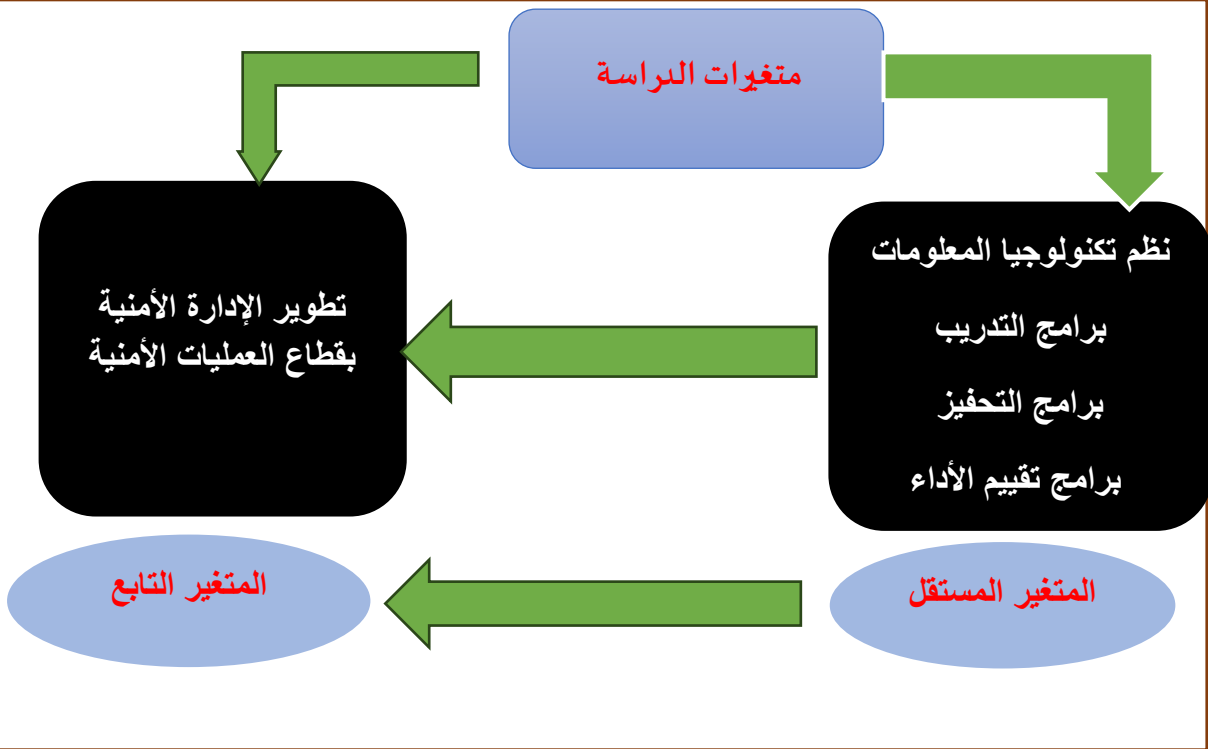 متغيرات الدراسة
نظم تكنولوجيا المعلومات
برامج التدريب
برامج التحفيز
برامج تقييم الأداء
تطوير الإدارة الأمنية
بقطاع العمليات الأمنية
المتغير المستقل
المتغير التابع